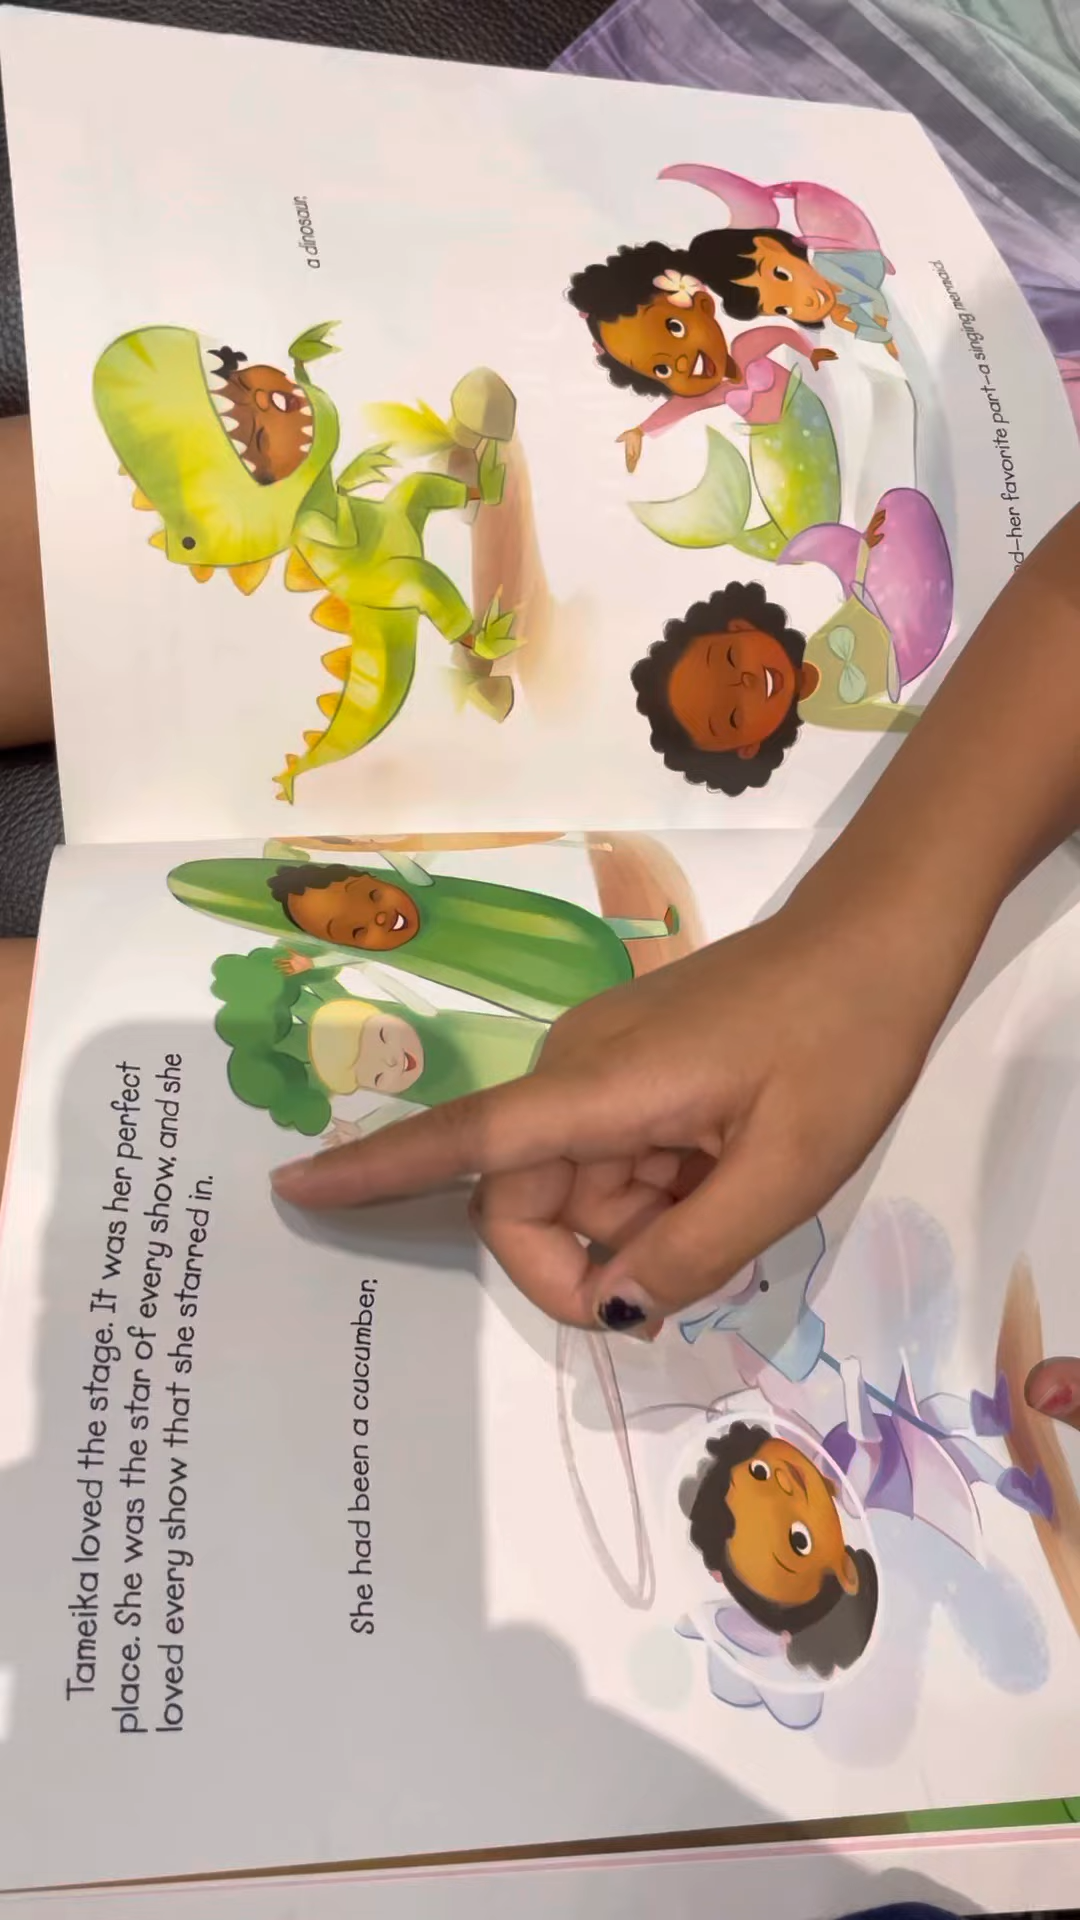 Tameika loved the stage. It was her perfect
place. She was the star of every show, and she
loved every show that she starred in.
She had been a cucumber,
a dinosaur,
her favorite part—a singing mermaid.